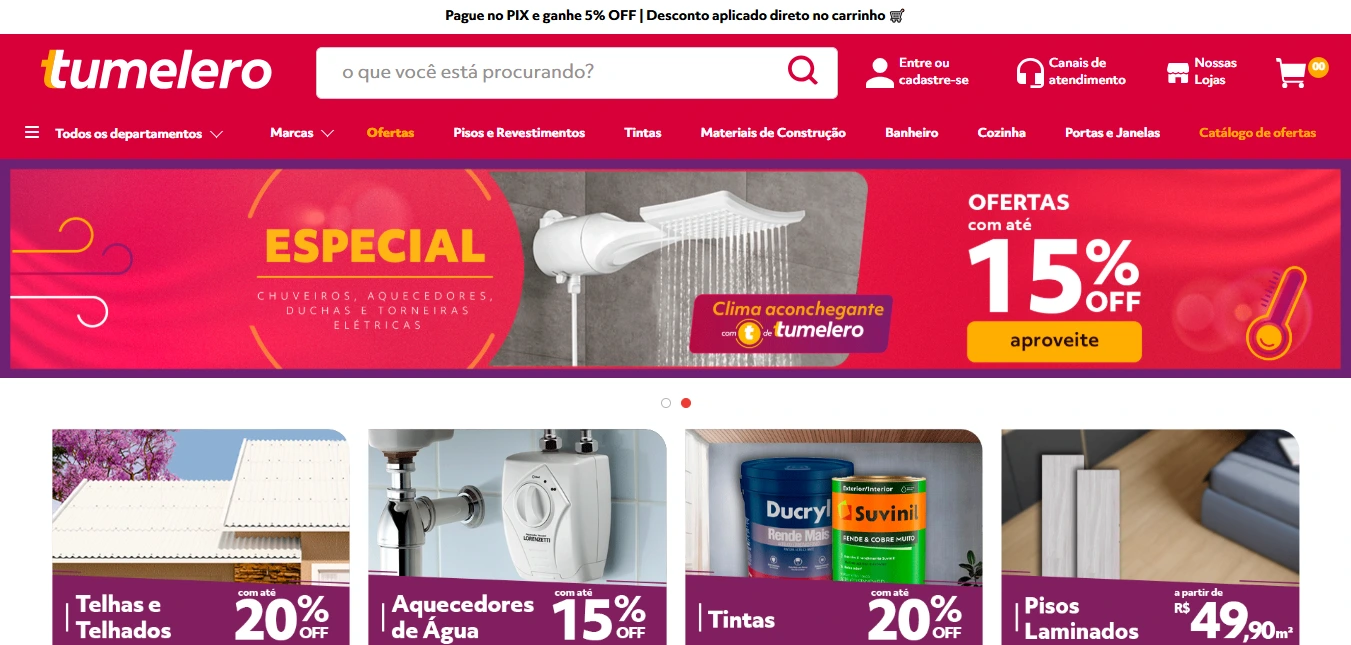 Pague no PIX e ganhe 5% OFF | Desconto aplicado direto no carrinho
tumelero
o que você está procurando?
Entre ou
cadastre-se
Canais de
atendimento
Nossas
Lojas
00
Todos os departamentos
Marcas
Ofertas
Pisos e Revestimentos
Tintas
Materiais de Construção
Banheiro
Cozinha
Portas e Janelas
Catálogo de ofertas
ESPECIAL
CHUVEIROS, AQUECEDORES,
DUCHAS E TORNEIRAS
ELÉTRICAS
Clima aconchegante
com t de tumelero
OFERTAS
com até
15% OFF
aproveite
Telhas e
Telhados
com até
20% OFF
LORENZETTI
Aquecedores
de Água
com até
15% OFF
Ducryl
Rende Mais
Exterior/Interior
Suvinil
RENDE & COBRE MUITO
Tintas
com até
20% OFF
Pisos
Laminados
a partir de
R$ 49,90m²